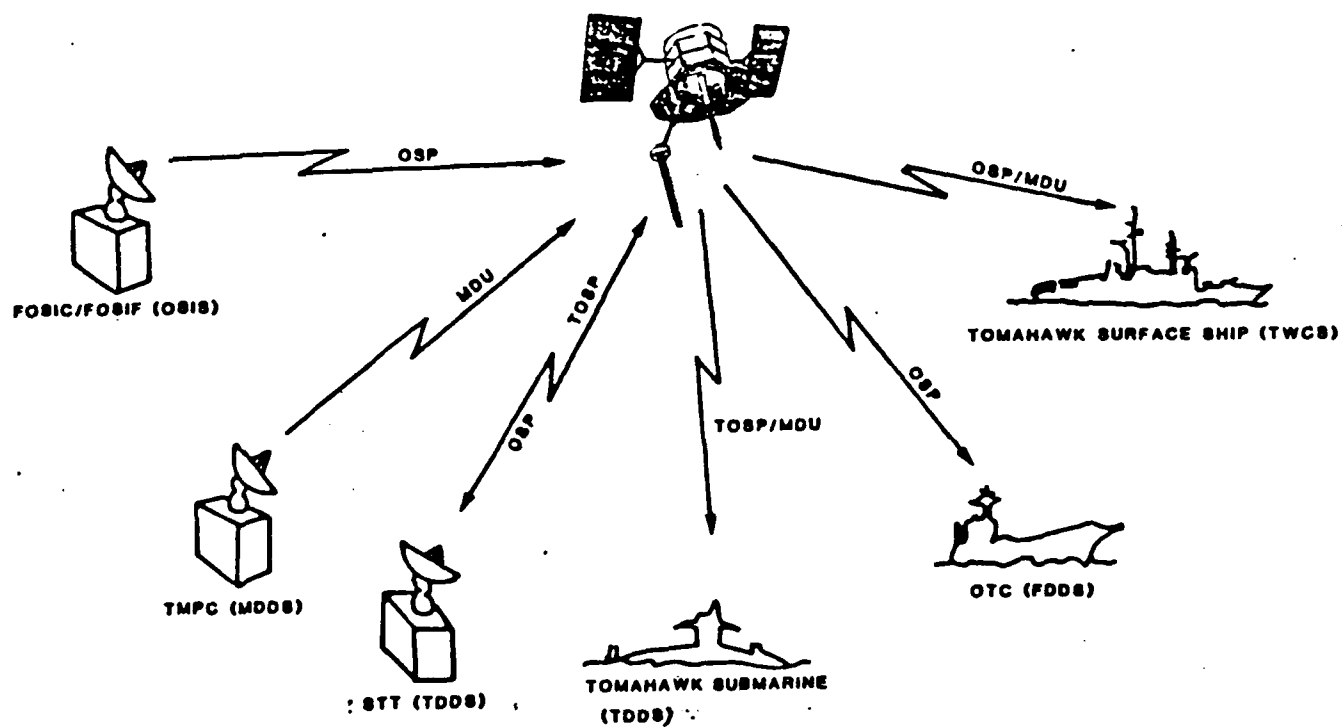 OSP
OSP/MDU
FOSIC/FOSIF (OSIS)
MDU
TOSP
OSP
TOSP/MDU
OSP
TOMAHAWK SURFACE SHIP (TWCS)
TMPC (MDDS)
STT (TDDS)
TOMAHAWK SUBMARINE
(TDDS)
OTC (FDDS)